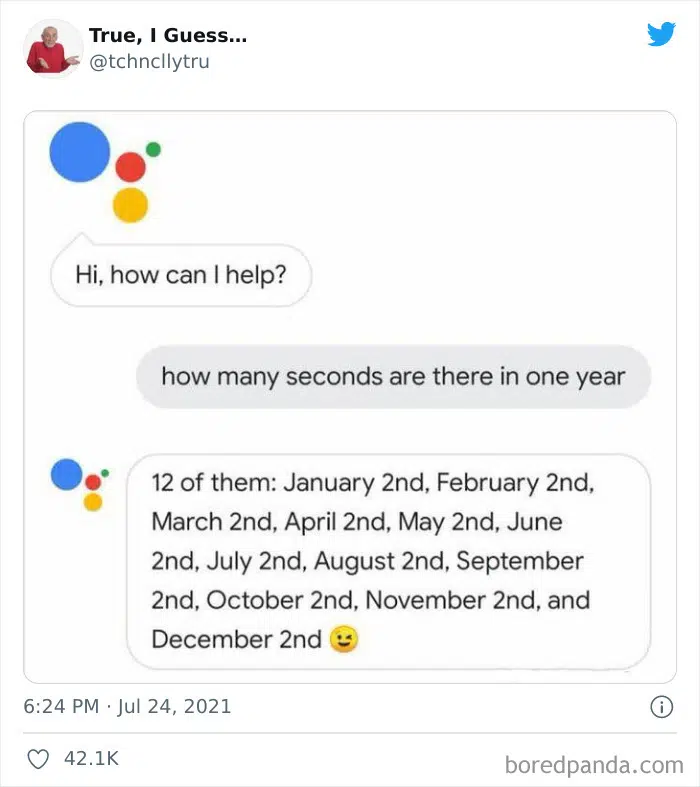 True, I Guess...
@tchncllytru
Hi, how can I help?
how many seconds are there in one year
12 of them: January 2nd, February 2nd,
March 2nd, April 2nd, May 2nd, June
2nd, July 2nd, August 2nd, September
2nd, October 2nd, November 2nd, and
December 2nd 😉
6:24 PM · Jul 24, 2021
42.1K
boredpanda.com